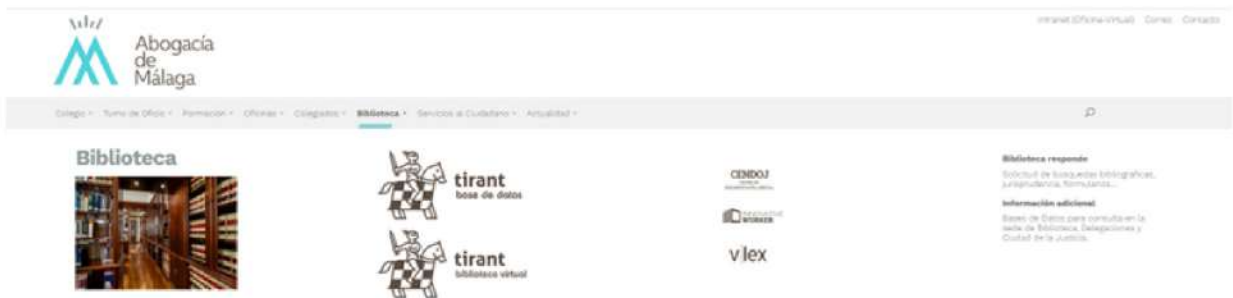 Intranet (Oficina Virtual) Correo Contacto
Abogacía
de
Málaga
Colegio Turno de Oficio Formación Oficinas Colegiados Biblioteca Servicios al Ciudadano Actualidad
Biblioteca
tirant
base de datos
tirant
biblioteca virtual
CENDOJ
WORKER
vlex
Biblioteca responde
Solicitud de búsquedas bibliográficas,
jurisprudencia, formularios...
Información adicional
Bases de Datos para consulta en la
sede de Biblioteca, Delegaciones y
Ciudad de la Justicia.